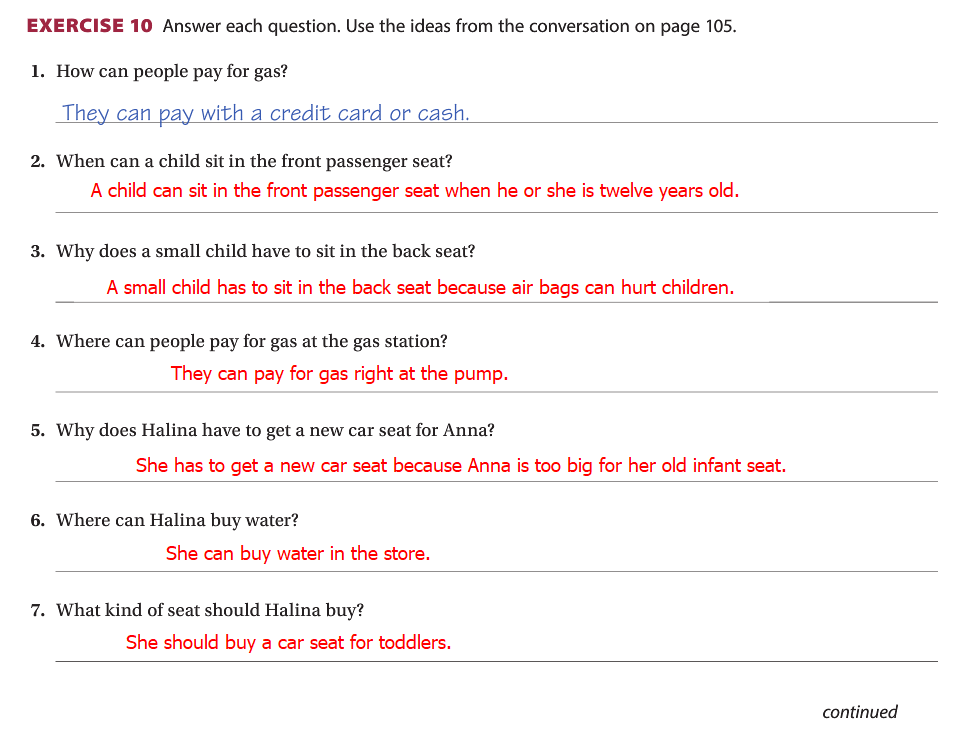 EXERCISE 10 Answer each question. Use the ideas from the conversation on page 105.
1. How can people pay for gas?
They can pay with a credit card or cash.
2. When can a child sit in the front passenger seat?
A child can sit in the front passenger seat when he or she is twelve years old.
3. Why does a small child have to sit in the back seat?
A small child has to sit in the back seat because air bags can hurt children.
4. Where can people pay for gas at the gas station?
They can pay for gas right at the pump.
5. Why does Halina have to get a new car seat for Anna?
She has to get a new car seat because Anna is too big for her old infant seat.
6. Where can Halina buy water?
She can buy water in the store.
7. What kind of seat should Halina buy?
She should buy a car seat for toddlers.
continued